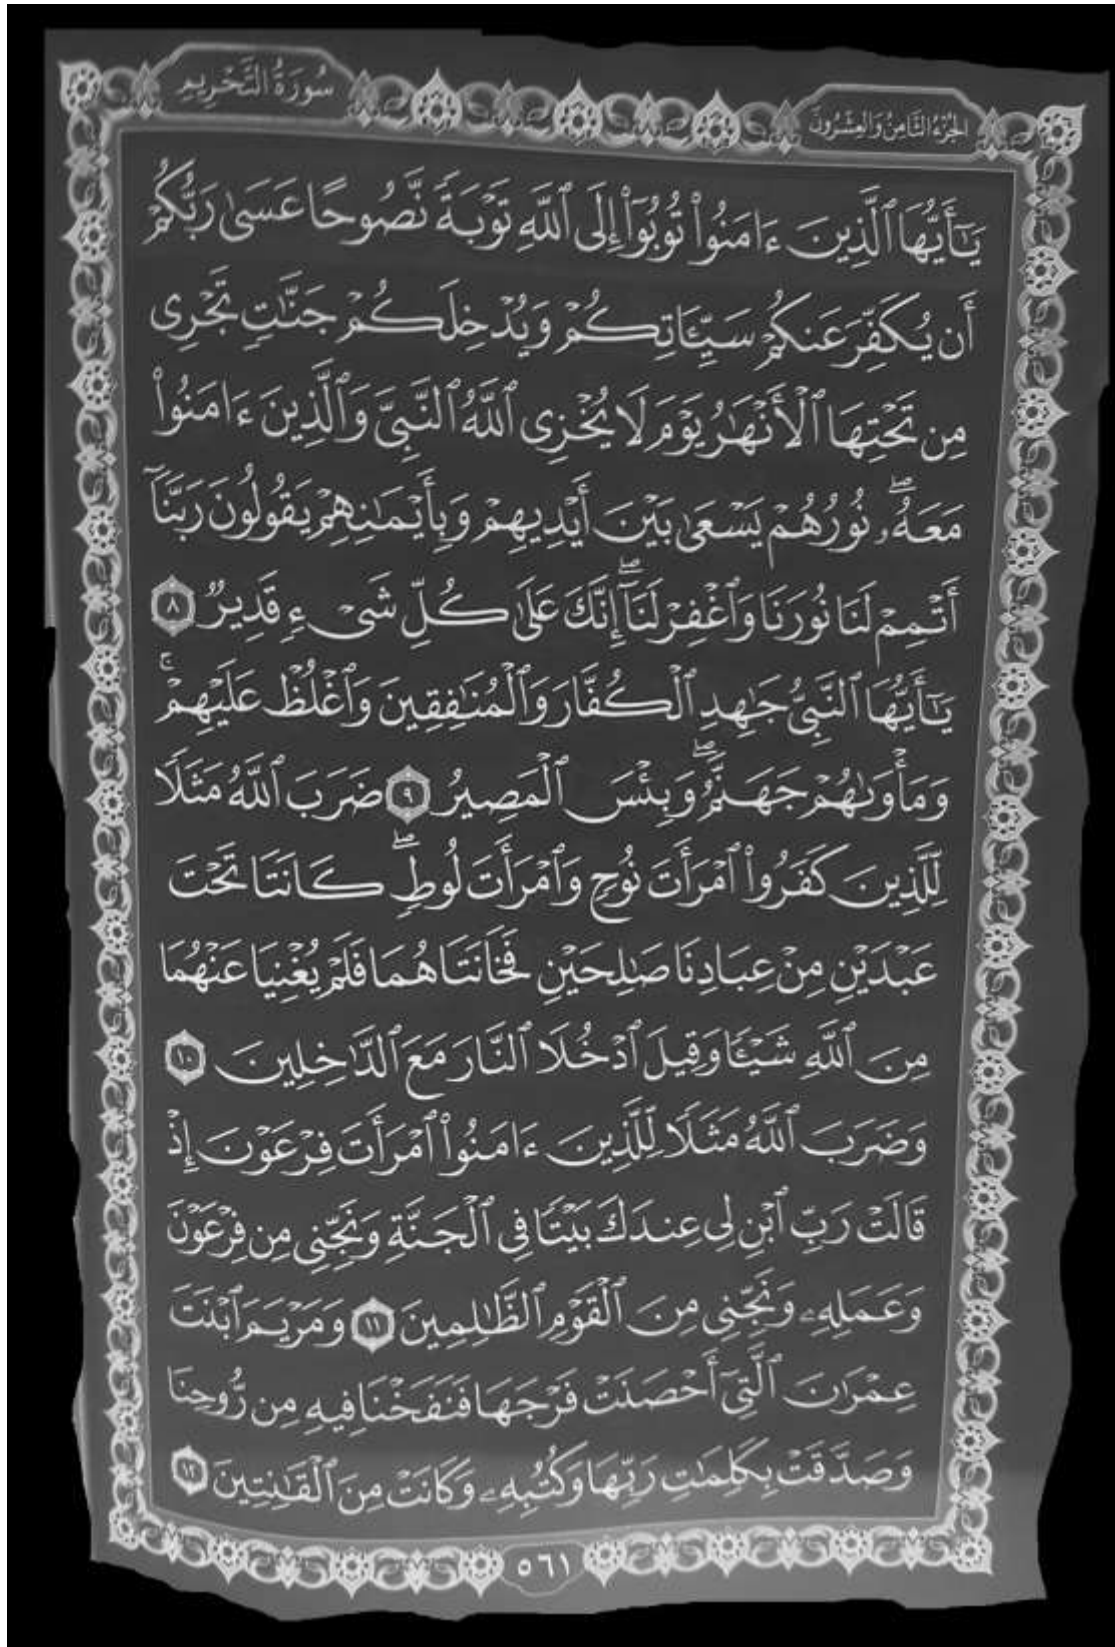 الجُزْءُ الثَّامِنُ وَالعِشْرُونَ
سُورَةُ التَّحْرِيمِ
يَٰٓأَيُّهَا ٱلَّذِينَ ءَامَنُوا۟ تُوبُوٓا۟ إِلَى ٱللَّهِ تَوْبَةً نَّصُوحًا عَسَىٰ رَبُّكُمْ
أَن يُكَفِّرَ عَنكُمْ سَيِّـَٔاتِكُمْ وَيُدْخِلَكُمْ جَنَّٰتٍ تَجْرِى
مِن تَحْتِهَا ٱلْأَنْهَٰرُ يَوْمَ لَا يُخْزِى ٱللَّهُ ٱلنَّبِىَّ وَٱلَّذِينَ ءَامَنُوا۟
مَعَهُۥۖ نُورُهُمْ يَسْعَىٰ بَيْنَ أَيْدِيهِمْ وَبِأَيْمَٰنِهِمْ يَقُولُونَ رَبَّنَآ
أَتْمِمْ لَنَا نُورَنَا وَٱغْفِرْ لَنَآۖ إِنَّكَ عَلَىٰ كُلِّ شَىْءٍ قَدِيرٌ ٨
يَٰٓأَيُّهَا ٱلنَّبِىُّ جَٰهِدِ ٱلْكُفَّارَ وَٱلْمُنَٰفِقِينَ وَٱغْلُظْ عَلَيْهِمْۚ
وَمَأْوَىٰهُمْ جَهَنَّمُۖ وَبِئْسَ ٱلْمَصِيرُ ٩ ضَرَبَ ٱللَّهُ مَثَلًا
لِّلَّذِينَ كَفَرُوا۟ ٱمْرَأَتَ نُوحٍ وَٱمْرَأَتَ لُوطٍۖ كَانَتَا تَحْتَ
عَبْدَيْنِ مِنْ عِبَادِنَا صَٰلِحَيْنِ فَخَانَتَاهُمَا فَلَمْ يُغْنِيَا عَنْهُمَا
مِنَ ٱللَّهِ شَيْـًٔا وَقِيلَ ٱدْخُلَا ٱلنَّارَ مَعَ ٱلدَّٰخِلِينَ ١٠
وَضَرَبَ ٱللَّهُ مَثَلًا لِّلَّذِينَ ءَامَنُوا۟ ٱمْرَأَتَ فِرْعَوْنَ إِذْ
قَالَتْ رَبِّ ٱبْنِ لِى عِندَكَ بَيْتًا فِى ٱلْجَنَّةِ وَنَجِّنِى مِن فِرْعَوْنَ
وَعَمَلِهِۦ وَنَجِّنِى مِنَ ٱلْقَوْمِ ٱلظَّٰلِمِينَ ١١ وَمَرْيَمَ ٱبْنَتَ
عِمْرَٰنَ ٱلَّتِىٓ أَحْصَنَتْ فَرْجَهَا فَنَفَخْنَا فِيهِ مِن رُّوحِنَا
وَصَدَّقَتْ بِكَلِمَٰتِ رَبِّهَا وَكُتُبِهِۦ وَكَانَتْ مِنَ ٱلْقَٰنِتِينَ ١٢
٥٦١